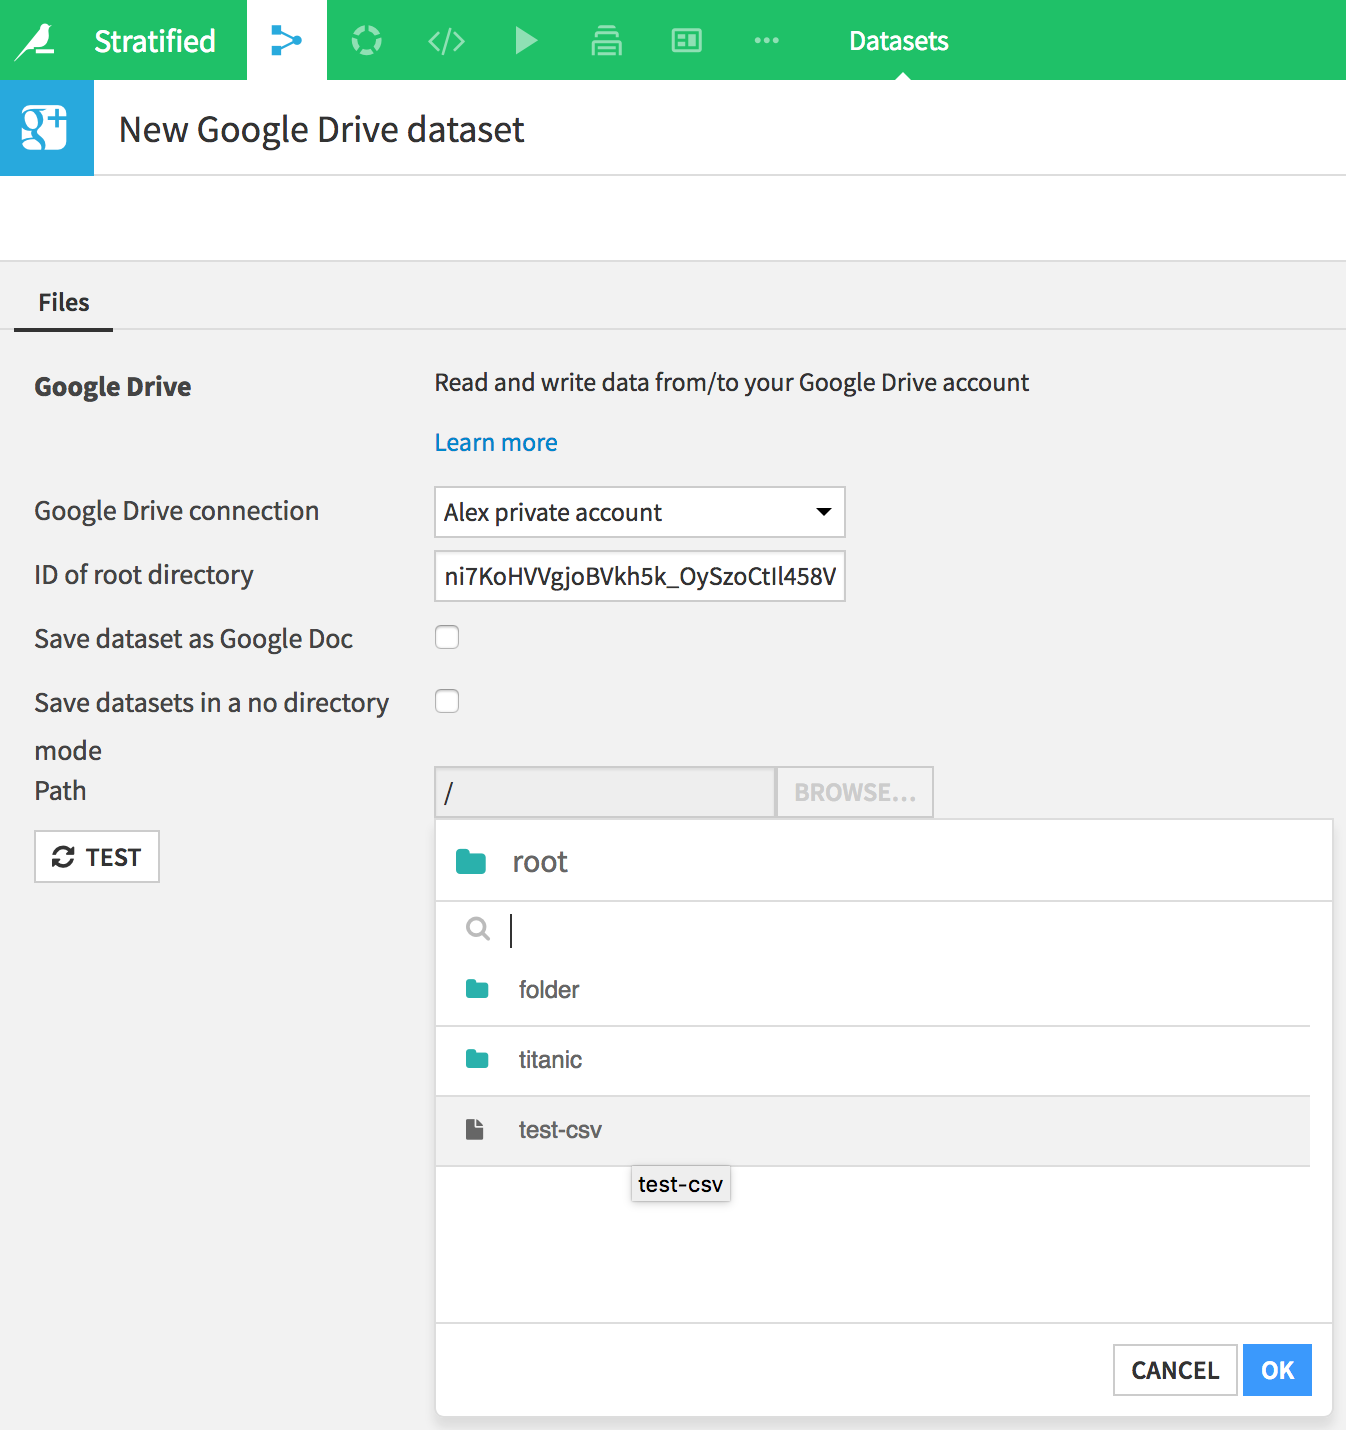 Stratified
Datasets
New Google Drive dataset
Files
Google Drive
Read and write data from/to your Google Drive account
Learn more
Google Drive connection
Alex private account
ID of root directory
ni7KoHVVgjoBVkh5k_OySzoCtIl458V
Save dataset as Google Doc
Save datasets in a no directory
mode
Path
/
BROWSE...
TEST
root
folder
titanic
test-csv
test-csv
CANCEL
OK